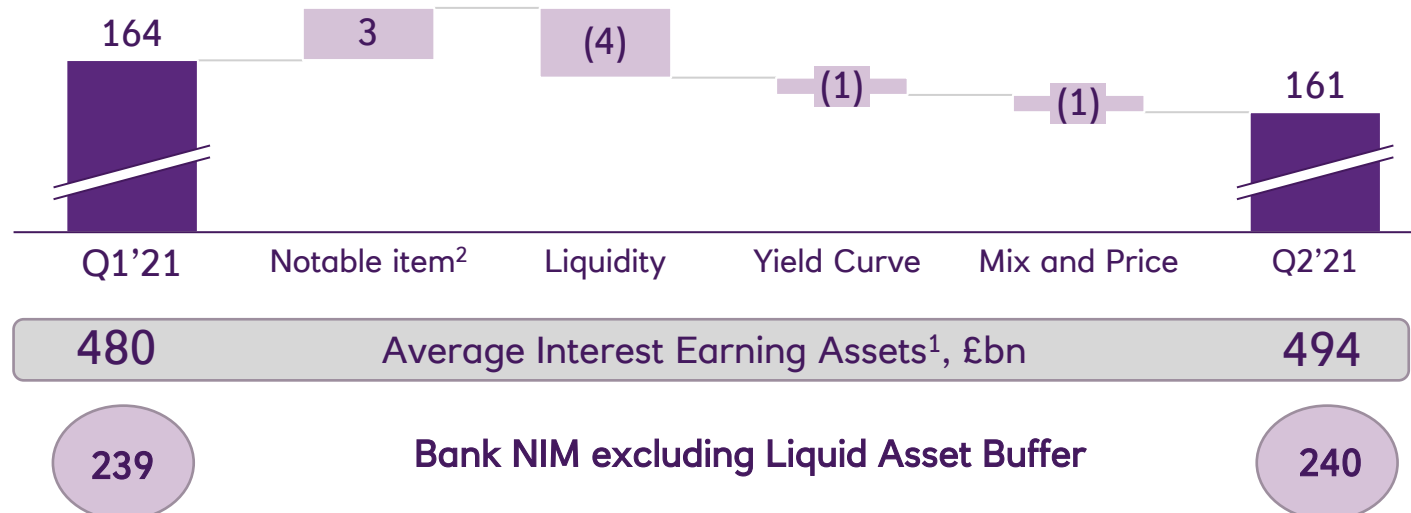 164
3
(4)
(1)
(1)
161
Q1’21
Notable item²
Liquidity
Yield Curve
Mix and Price
Q2’21
480
Average Interest Earning Assets¹, £bn
494
239
Bank NIM excluding Liquid Asset Buffer
240